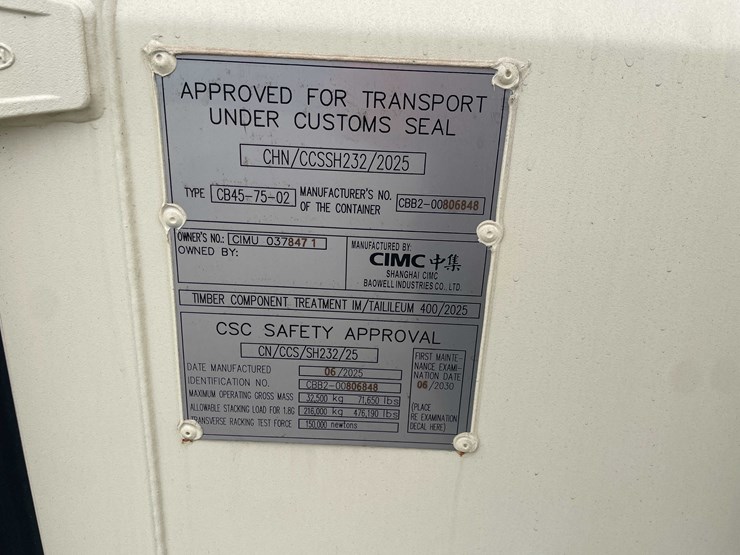 APPROVED FOR TRANSPORT
UNDER CUSTOMS SEAL
CHN/CCSSH232/2025
TYPE CB45-75-02 MANUFACTURER'S NO. OF THE CONTAINER CBB2-00806848
OWNER'S NO.: CIMU 037847 1
OWNED BY:
MANUFACTURED BY:
CIMC 中集
SHANGHAI CIMC
BAOWELL INDUSTRIES CO., LTD.
TIMBER COMPONENT TREATMENT IM/TAILILEUM 400/2025
CSC SAFETY APPROVAL
CN/CCS/SH232/25
DATE MANUFACTURED 06/2025
IDENTIFICATION NO. CBB2-00806848
MAXIMUM OPERATING GROSS MASS 32,500 kg 71,650 lbs
ALLOWABLE STACKING LOAD FOR 1.8G 216,000 kg 476,190 lbs
TRANSVERSE RACKING TEST FORCE 150,000 newtons
FIRST MAINTE-
NANCE EXAMI-
NATION DATE
06/2030
(PLACE
RE EXAMINATION
DECAL HERE)